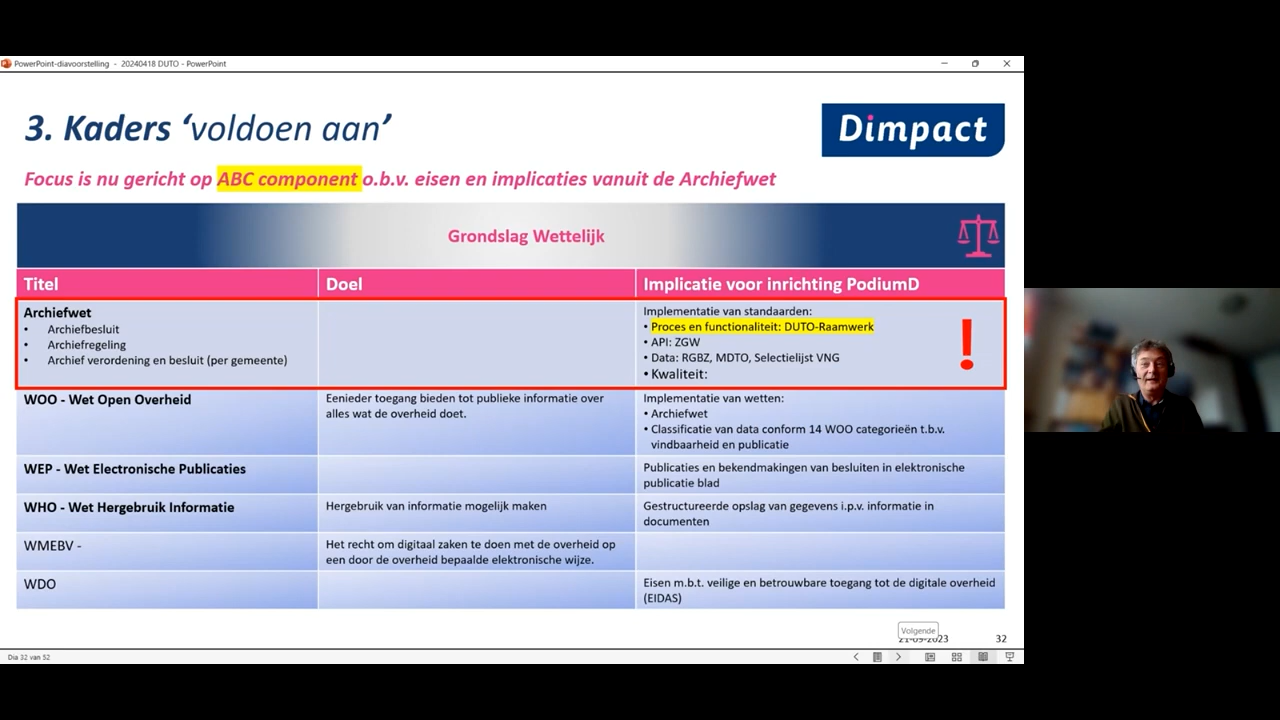 PowerPoint-diavoorstelling - 20240418 DUTO - PowerPoint
3. Kaders ‘voldoen aan’
Dimpact
Focus is nu gericht op ABC component o.b.v. eisen en implicaties vanuit de Archiefwet
Grondslag Wettelijk
Titel
Doel
Implicatie voor inrichting PodiumD
Archiefwet
• Archiefbesluit
• Archiefregeling
• Archief verordening en besluit (per gemeente)
Implementatie van standaarden:
• Proces en functionaliteit: DUTO-Raamwerk
• API: ZGW
• Data: RGBZ, MDTO, Selectielijst VNG
• Kwaliteit:
!
WOO - Wet Open Overheid
Eenieder toegang bieden tot publieke informatie over
alles wat de overheid doet.
Implementatie van wetten:
• Archiefwet
• Classificatie van data conform 14 WOO categorieën t.b.v.
vindbaarheid en publicatie
WEP - Wet Electronische Publicaties
Publicaties en bekendmakingen van besluiten in elektronische
publicatie blad
WHO - Wet Hergebruik Informatie
Hergebruik van informatie mogelijk maken
Gestructureerde opslag van gegevens i.p.v. informatie in
documenten
WMEBV -
Het recht om digitaal zaken te doen met de overheid op
een door de overheid bepaalde elektronische wijze.
WDO
Eisen m.b.t. veilige en betrouwbare toegang tot de digitale overheid
(EIDAS)
Volgende
21-09-2023
32
Dia 32 van 52